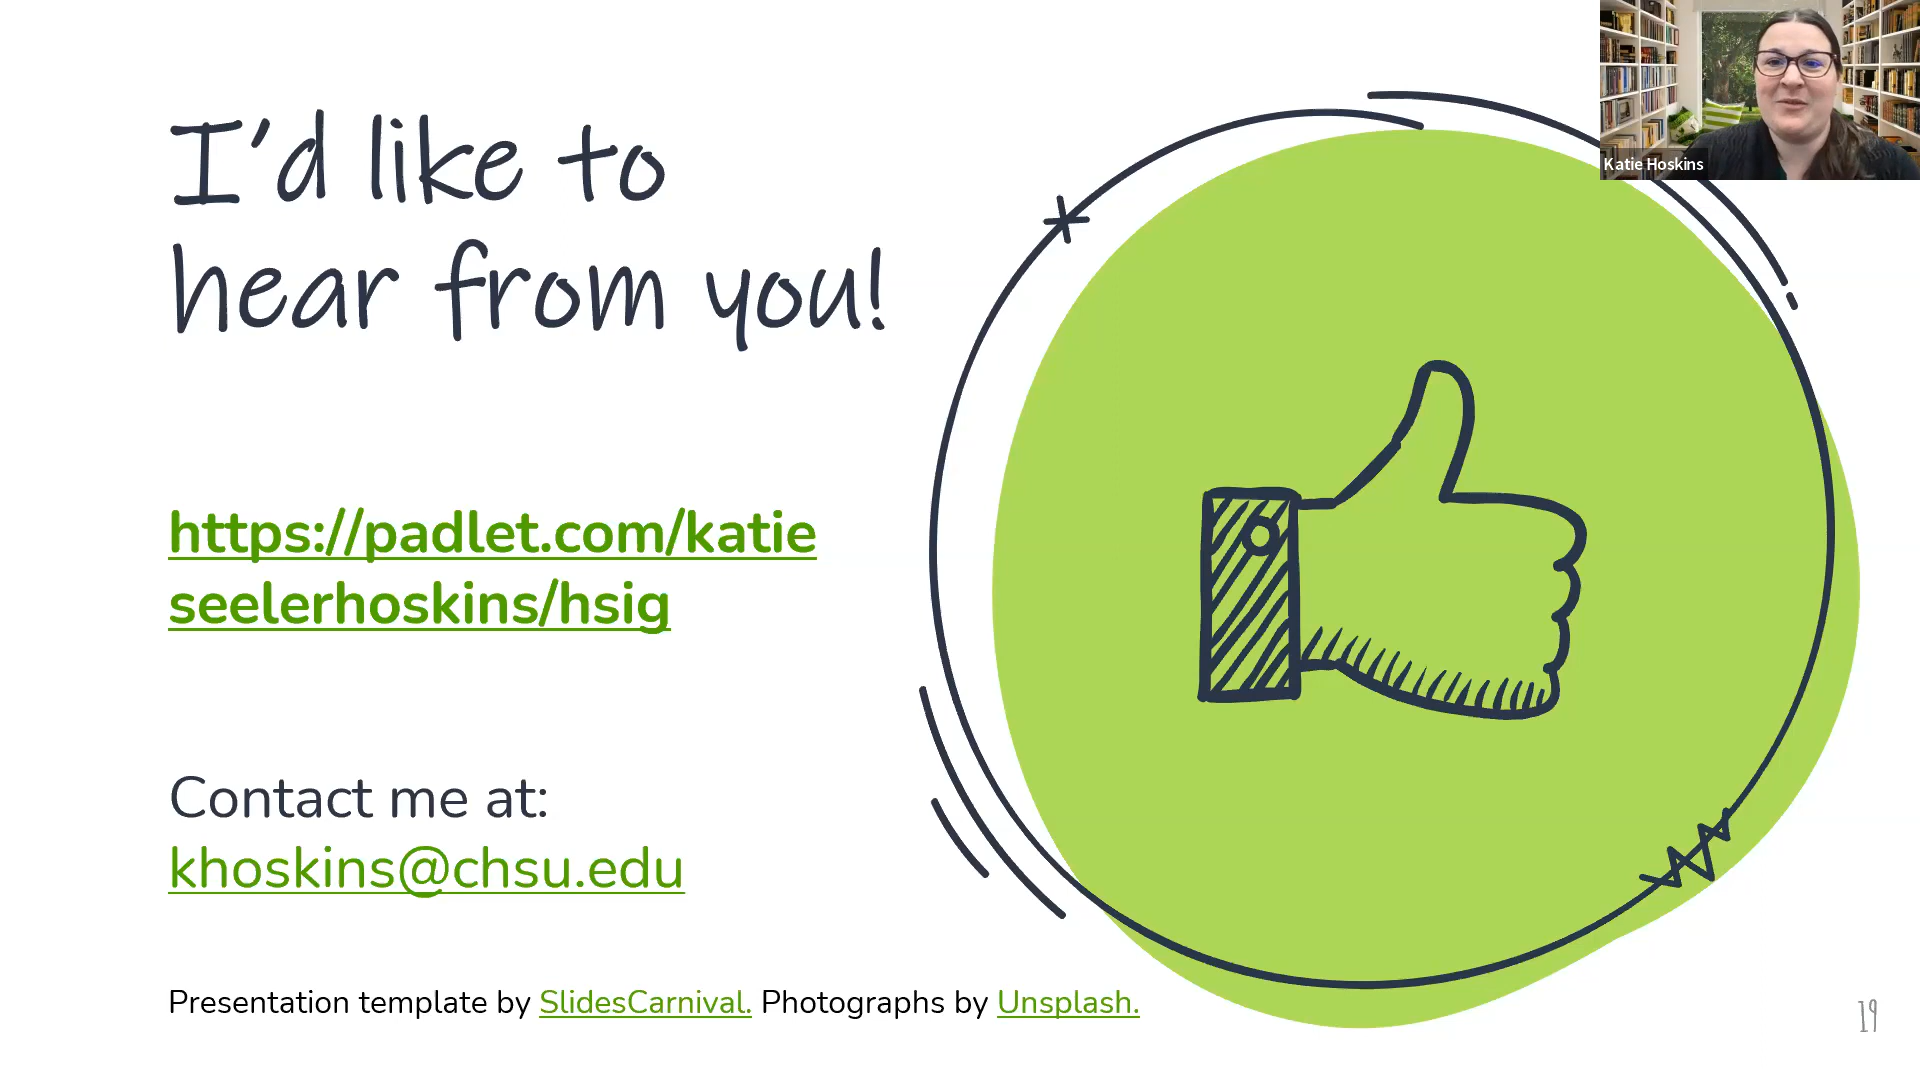 I'd like to
hear from you!
Katie Hoskins
https://padlet.com/katie
seelerhoskins/hsig
Contact me at:
khoskins@chsu.edu
Presentation template by SlidesCarnival. Photographs by Unsplash.
19